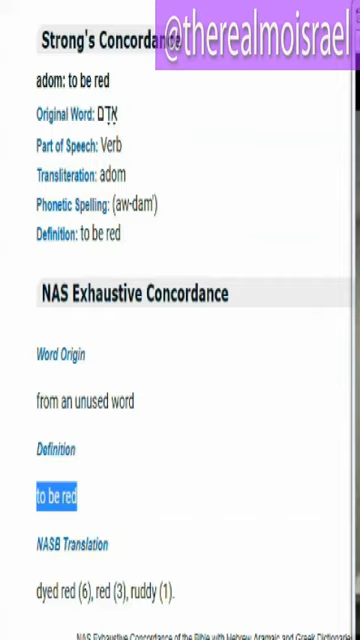 @therealmoisrael
Strong's Concordance
adom: to be red
Original Word: אָדַם
Part of Speech: Verb
Transliteration: adom
Phonetic Spelling: (aw-dam')
Definition: to be red
NAS Exhaustive Concordance
Word Origin
from an unused word
Definition
to be red
NASB Translation
dyed red (6), red (3), ruddy (1).
NAS Exhaustive Concordance of the Bible with Hebrew-Aramaic and Greek Dictionaries